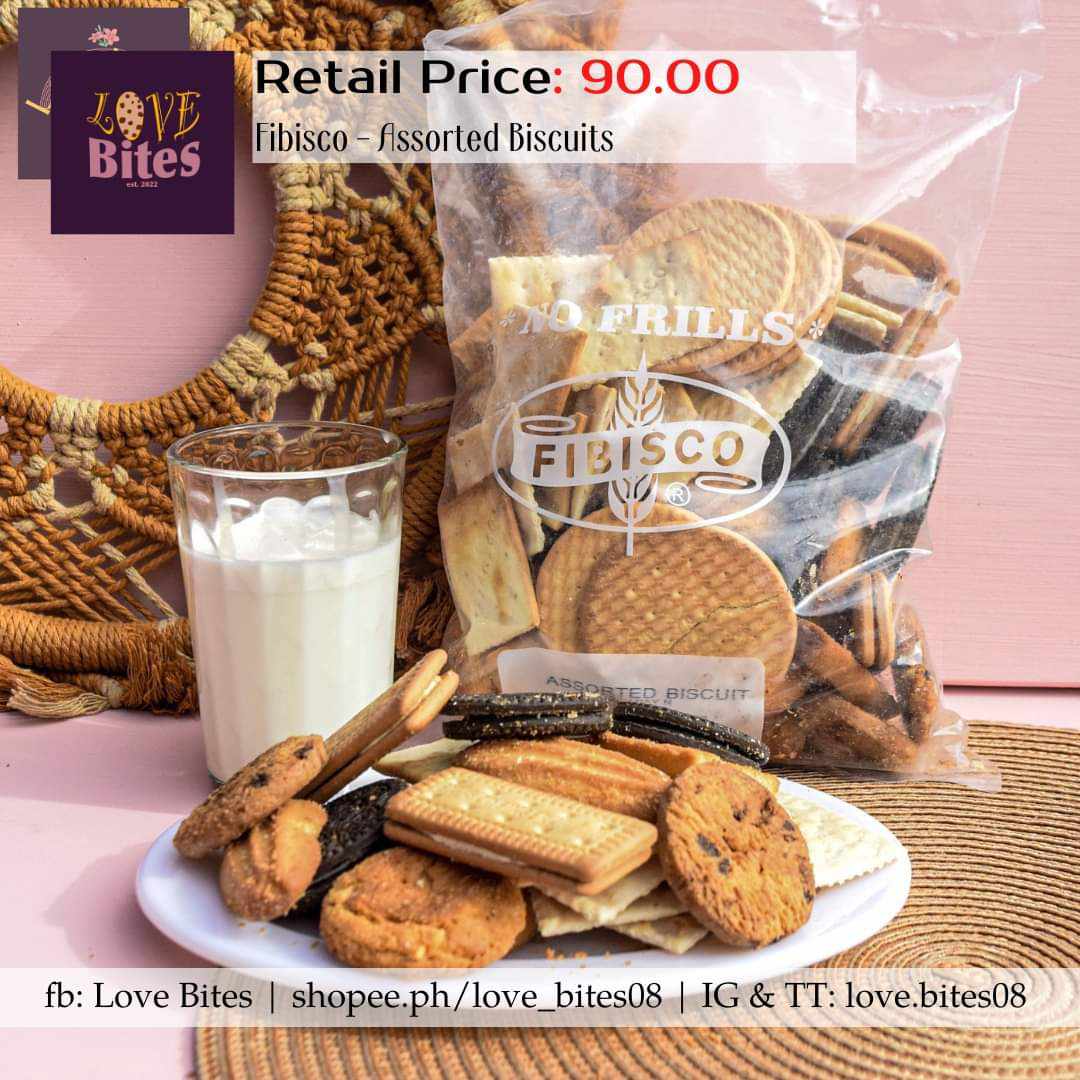 Retail Price: 90.00
Fibisco - Assorted Biscuits
LOVE
Bites
est. 2022
*NO FRILLS*
FIBISCO
®
ASSORTED BISCUIT
fb: Love Bites | shopee.ph/love_bites08 | IG & TT: love.bites08